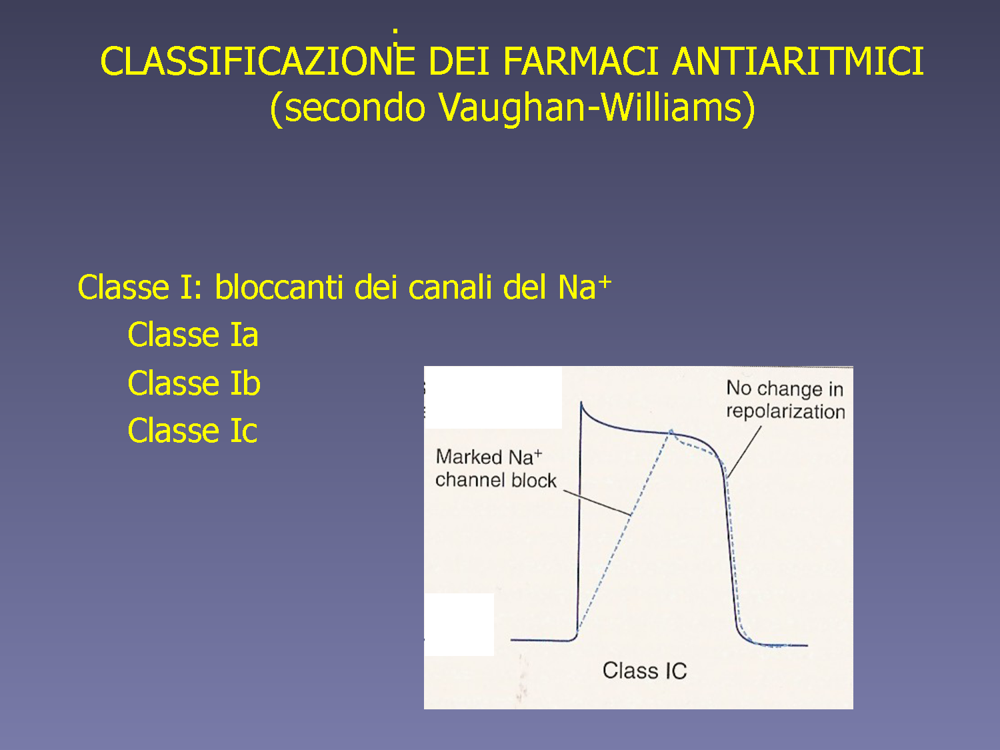 :
CLASSIFICAZIONE DEI FARMACI ANTIARITMICI
(secondo Vaughan-Williams)
Classe I: bloccanti dei canali del Na⁺
Classe Ia
Classe Ib
Classe Ic
No change in
repolarization
Marked Na⁺
channel block
Class IC